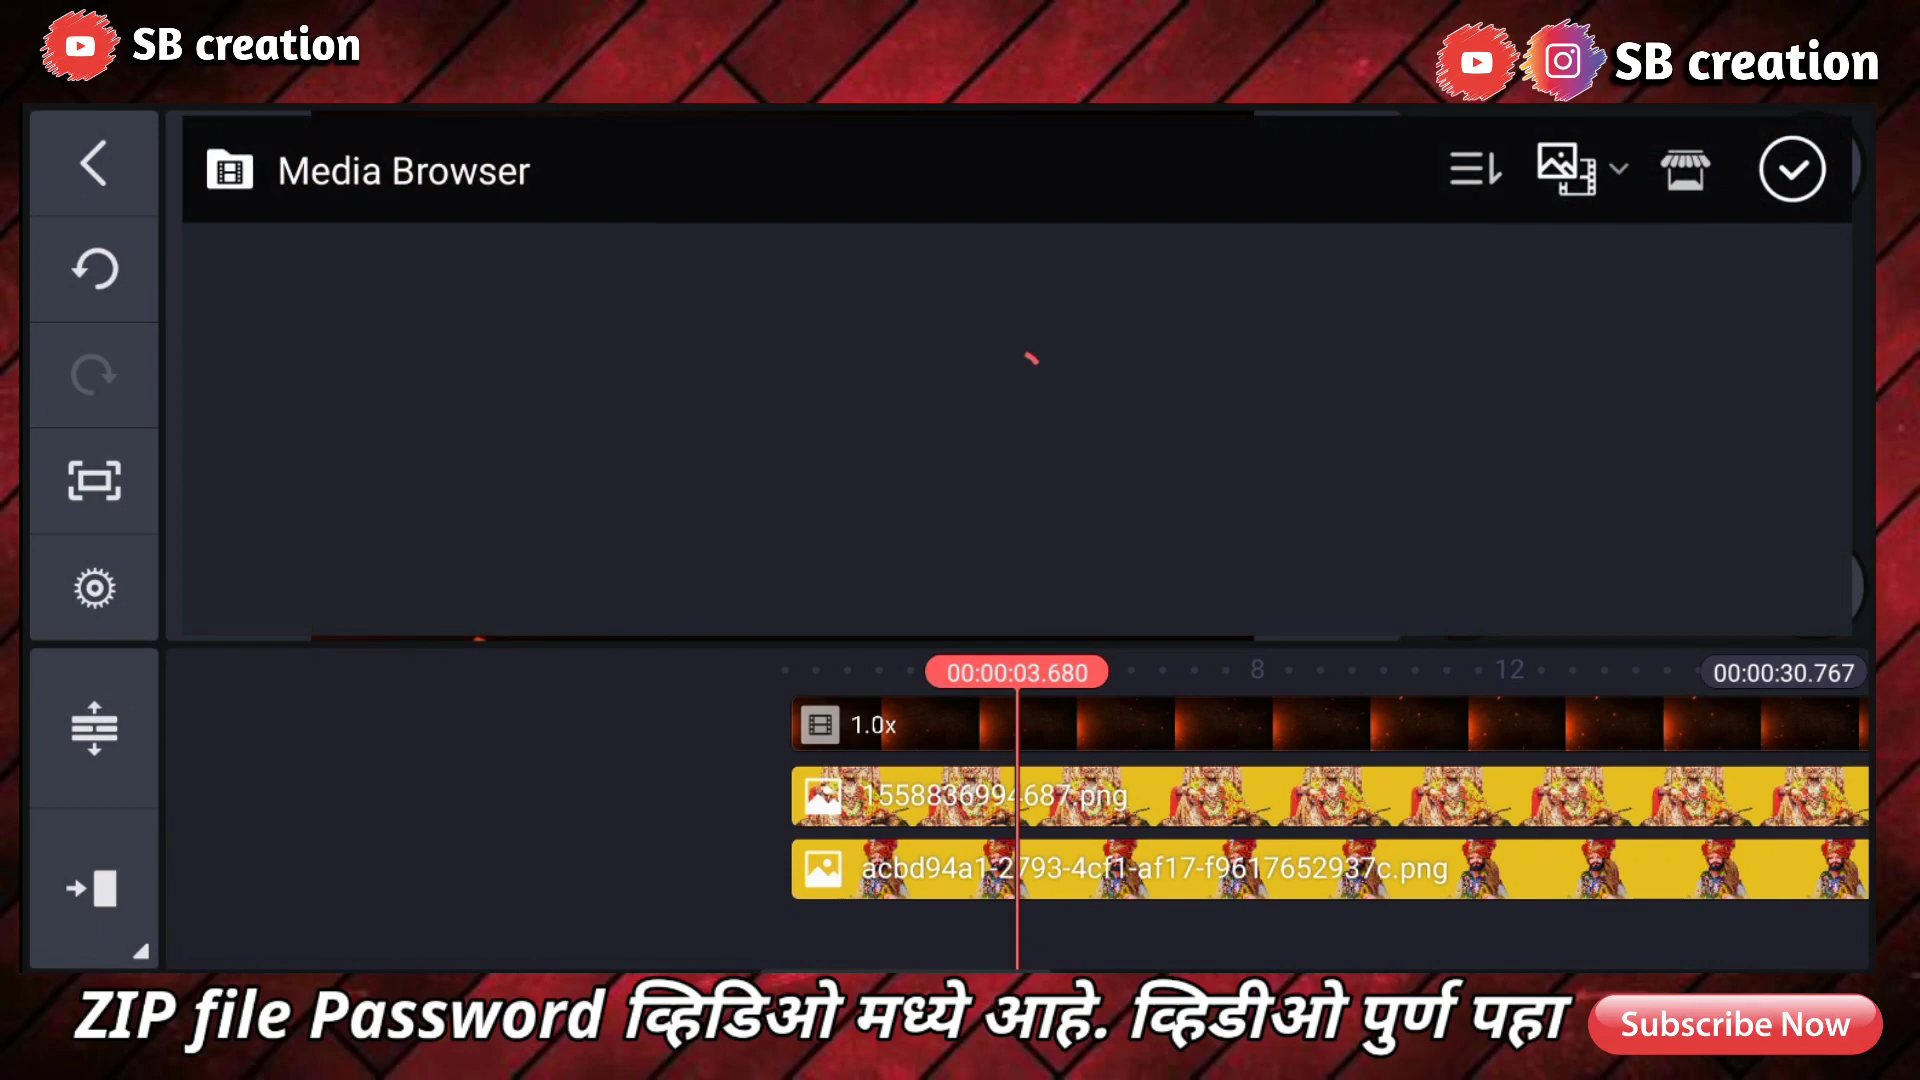 SB creation
SB creation
Media Browser
00:00:03.680
8
12
00:00:30.767
1.0x
1558836994687.png
acbd94a1-2793-4cf1-af17-f9617652937c.png
ZIP file Password व्हिडिओ मध्ये आहे. व्हिडीओ पुर्ण पहा
Subscribe Now